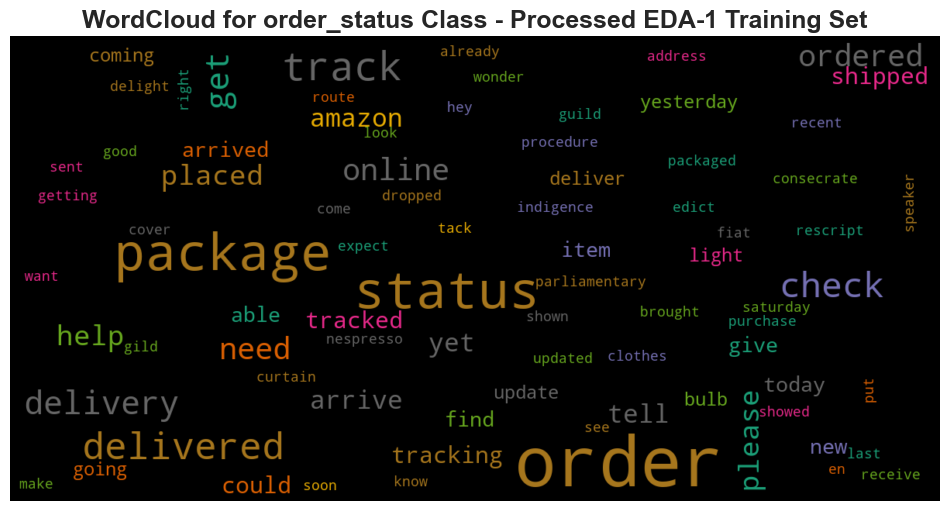 WordCloud for order_status Class - Processed EDA-1 Training Set
coming
track
already
address
ordered
delight
right
get
wonder
shipped
route
amazon
hey
guild
yesterday
recent
look
procedure
good
arrived
packaged
sent
placed
online
deliver
consecrate
getting
dropped
speaker
come
indigence
edict
cover
tack
fiat
rescript
package
expect
item
light
want
status
parliamentary
check
able
tracked
shown
brought
saturday
purchase
help
gild
need
nespresso
yet
updated
clothes
give
curtain
delivery
arrive
update
bulb
today
put
find
tell
please
showed
delivered
see
order
new
last
going
tracking
en
receive
make
could
soon
know